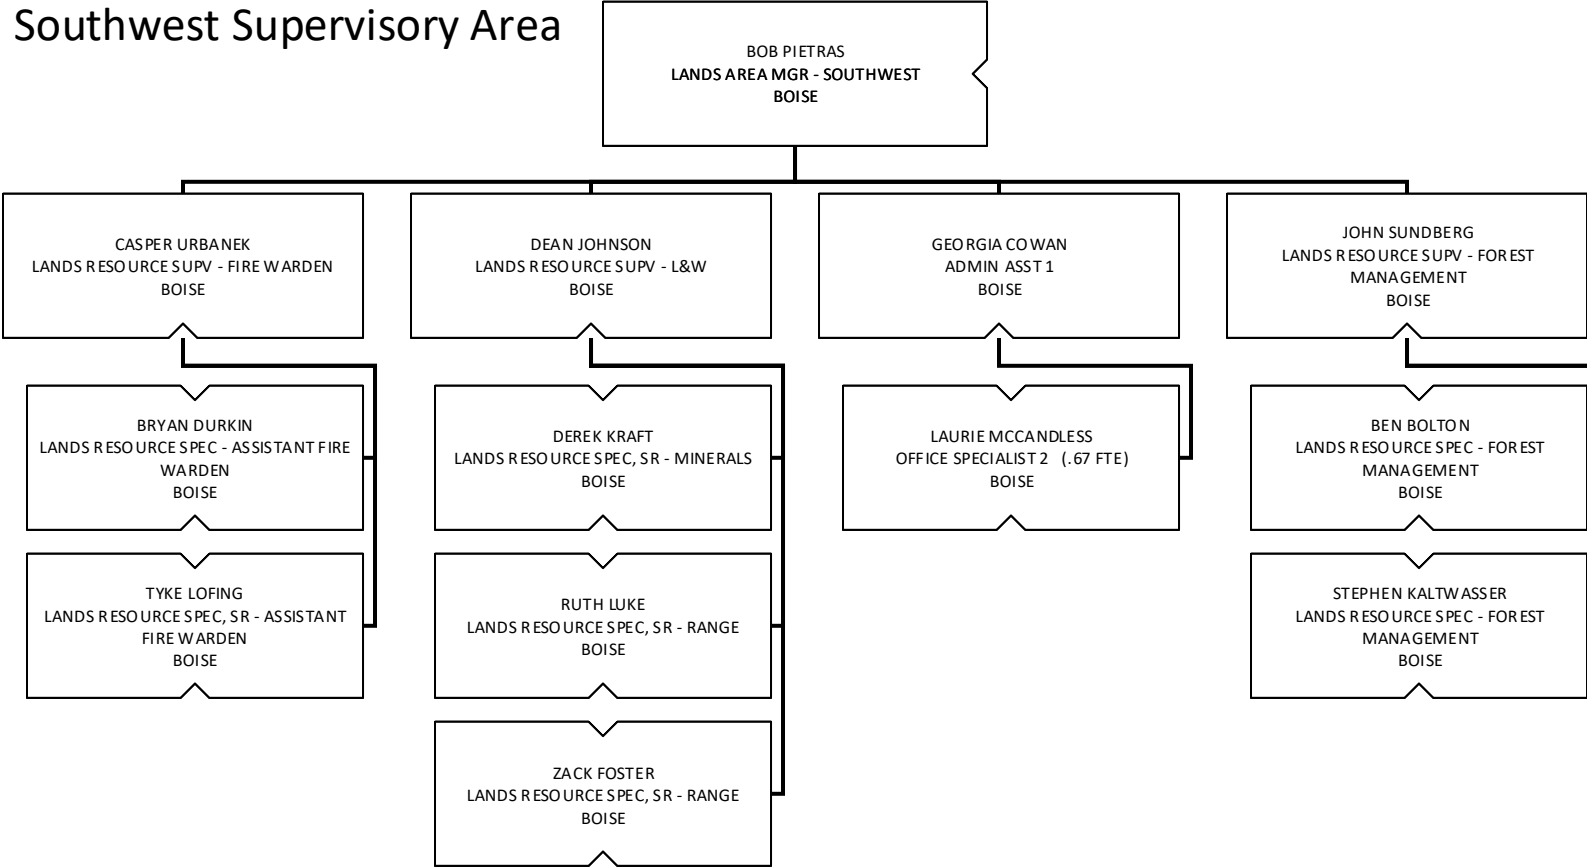 Southwest Supervisory Area
BOB PIETRAS
LANDS AREA MGR - SOUTHWEST
BOISE
CASPER URBANEK
LANDS RESOURCE SUPV - FIRE WARDEN
BOISE
DEAN JOHNSON
LANDS RESOURCE SUPV - L&W
BOISE
GEORGIA COWAN
ADMIN ASST 1
BOISE
JOHN SUNDBERG
LANDS RESOURCE SUPV - FOREST
MANAGEMENT
BOISE
BRYAN DURKIN
LANDS RESOURCE SPEC - ASSISTANT FIRE
WARDEN
BOISE
DEREK KRAFT
LANDS RESOURCE SPEC, SR - MINERALS
BOISE
LAURIE MCCANDLESS
OFFICE SPECIALIST 2 (.67 FTE)
BOISE
BEN BOLTON
LANDS RESOURCE SPEC - FOREST
MANAGEMENT
BOISE
TYKE LOFING
LANDS RESOURCE SPEC, SR - ASSISTANT
FIRE WARDEN
BOISE
RUTH LUKE
LANDS RESOURCE SPEC, SR - RANGE
BOISE
STEPHEN KALTWASSER
LANDS RESOURCE SPEC - FOREST
MANAGEMENT
BOISE
ZACK FOSTER
LANDS RESOURCE SPEC, SR - RANGE
BOISE